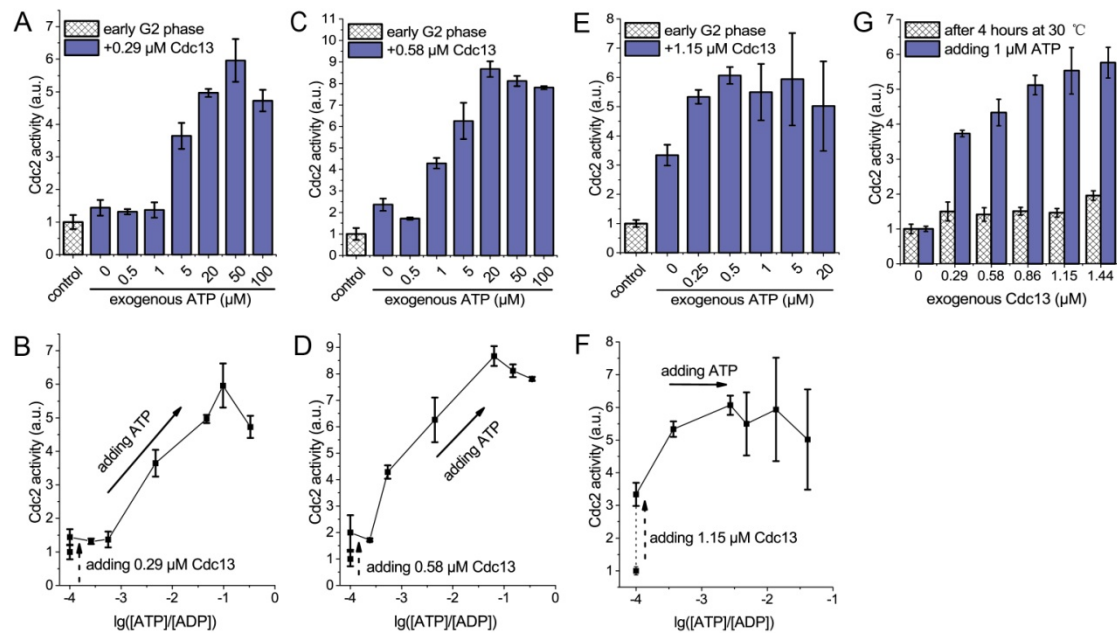 A
early G2 phase
+0.29 µM Cdc13
Cdc2 activity (a.u.)
7
6
5
4
3
2
1
0
control
0
0.5
1
5
20
50
100
exogenous ATP (µM)
C
early G2 phase
+0.58 µM Cdc13
Cdc2 activity (a.u.)
11
10
9
8
7
6
5
4
3
2
1
0
control
0
0.5
1
5
20
50
100
exogenous ATP (µM)
E
early G2 phase
+1.15 µM Cdc13
Cdc2 activity (a.u.)
8
7
6
5
4
3
2
1
0
control
0
0.25
0.5
1
5
20
exogenous ATP (µM)
G
after 4 hours at 30 ℃
adding 1 µM ATP
Cdc2 activity (a.u.)
7
6
5
4
3
2
1
0
0
0.29
0.58
0.86
1.15
1.44
exogenous Cdc13 (µM)
B
Cdc2 activity (a.u.)
7
6
5
4
3
2
1
0
adding ATP
adding 0.29 µM Cdc13
-4
-3
-2
-1
0
lg([ATP]/[ADP])
D
Cdc2 activity (a.u.)
9
8
7
6
5
4
3
2
1
0
adding ATP
adding 0.58 µM Cdc13
-4
-3
-2
-1
0
lg([ATP]/[ADP])
F
Cdc2 activity (a.u.)
8
7
6
5
4
3
2
1
adding ATP
adding 1.15 µM Cdc13
-4
-3
-2
-1
lg([ATP]/[ADP])